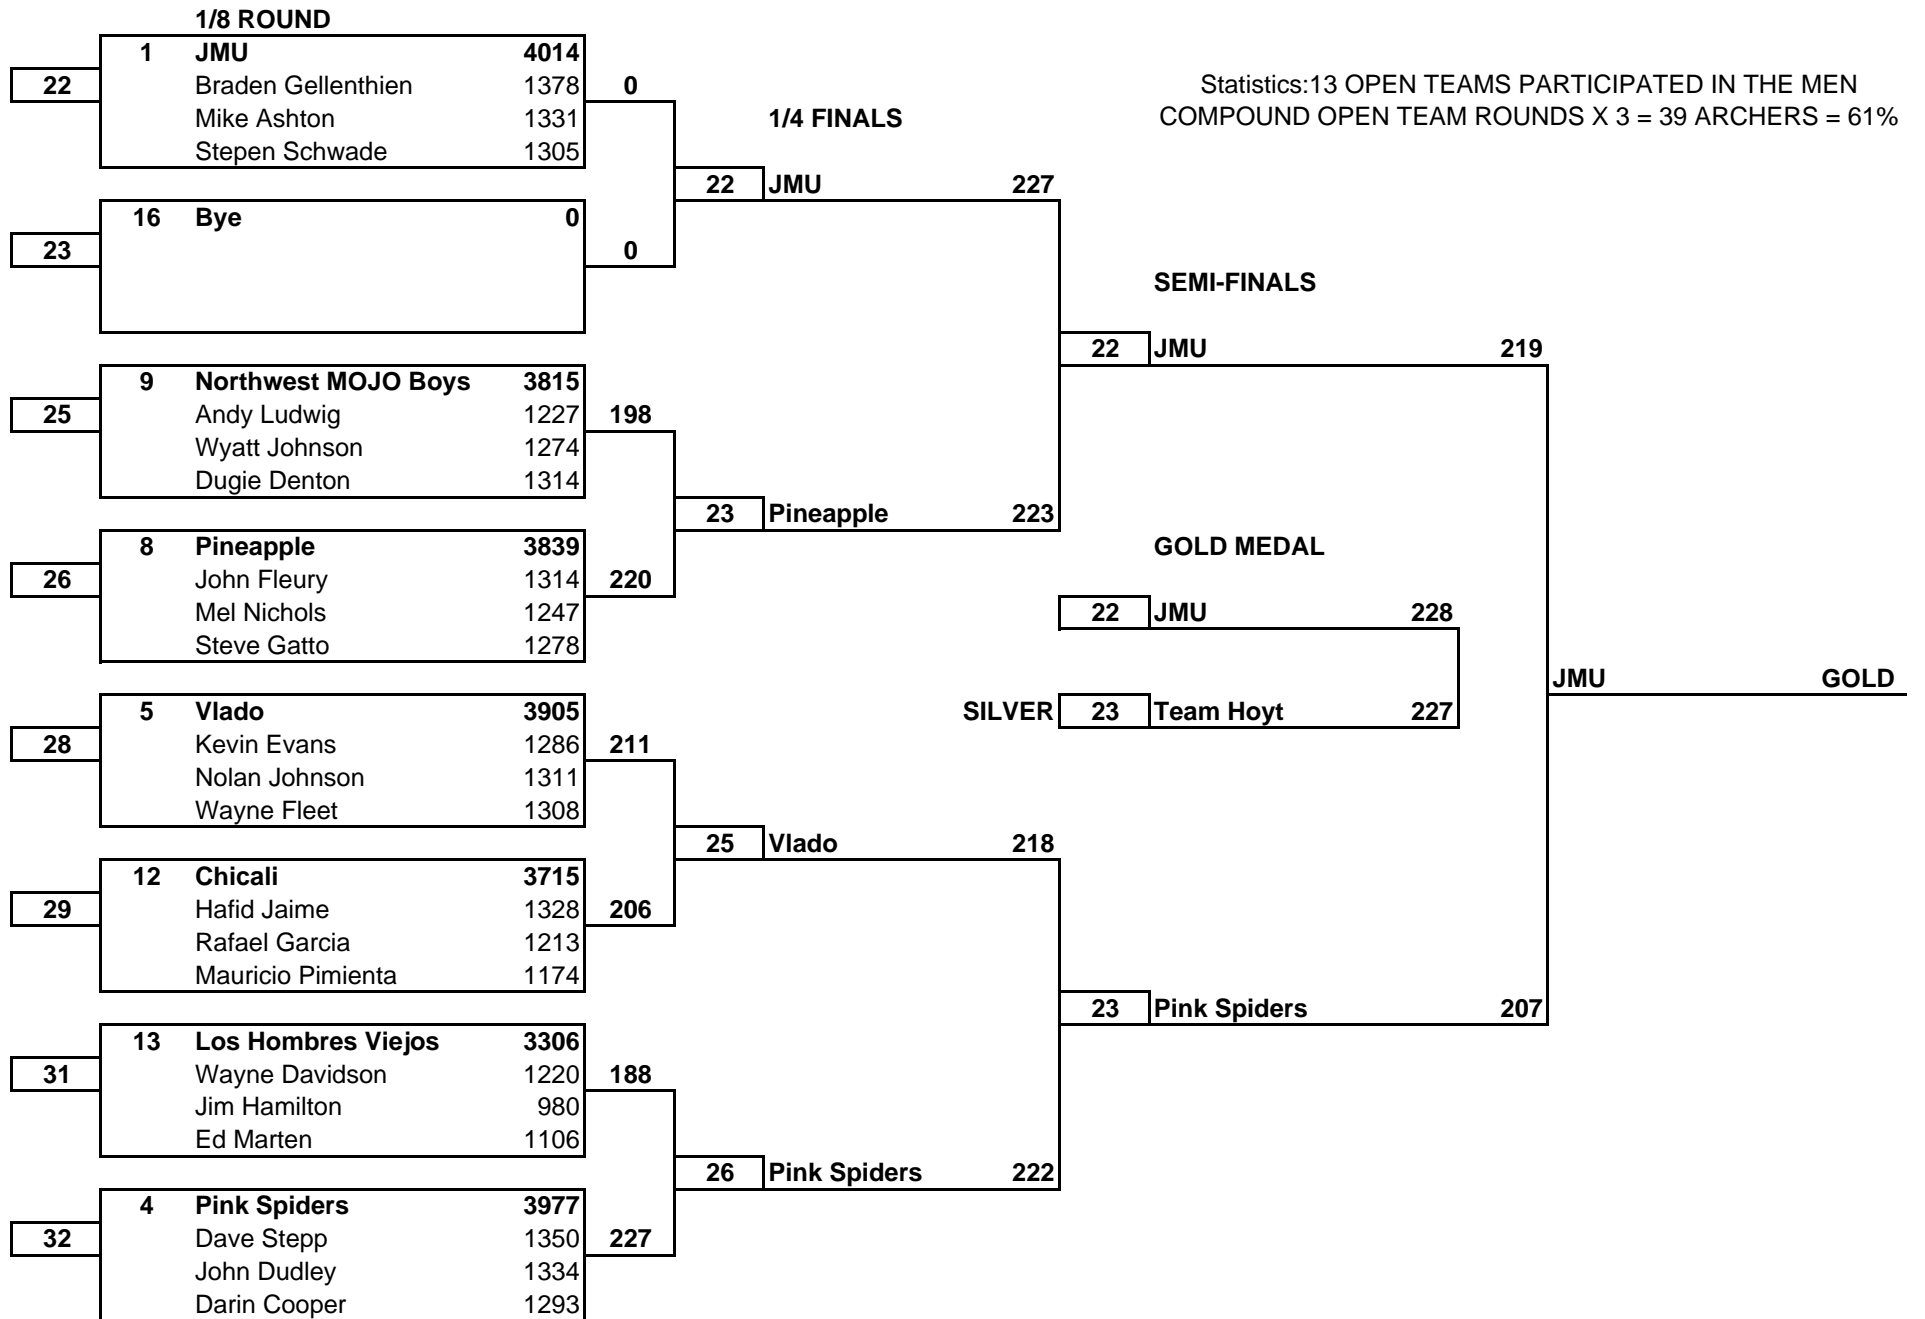 1/8 ROUND
1 JMU 4014
22 Braden Gellenthien 1378 0
Mike Ashton 1331
Stepen Schwade 1305
16 Bye 0
23 0
9 Northwest MOJO Boys 3815
25 Andy Ludwig 1227 198
Wyatt Johnson 1274
Dugie Denton 1314
8 Pineapple 3839
26 John Fleury 1314 220
Mel Nichols 1247
Steve Gatto 1278
5 Vlado 3905
28 Kevin Evans 1286 211
Nolan Johnson 1311
Wayne Fleet 1308
12 Chicali 3715
29 Hafid Jaime 1328 206
Rafael Garcia 1213
Mauricio Pimienta 1174
13 Los Hombres Viejos 3306
31 Wayne Davidson 1220 188
Jim Hamilton 980
Ed Marten 1106
4 Pink Spiders 3977
32 Dave Stepp 1350 227
John Dudley 1334
Darin Cooper 1293
1/4 FINALS
22 JMU 227
23 Pineapple 223
25 Vlado 218
26 Pink Spiders 222
Statistics:13 OPEN TEAMS PARTICIPATED IN THE MEN
COMPOUND OPEN TEAM ROUNDS X 3 = 39 ARCHERS = 61%
SEMI-FINALS
22 JMU 219
GOLD MEDAL
22 JMU 228
SILVER 23 Team Hoyt 227
23 Pink Spiders 207
JMU GOLD